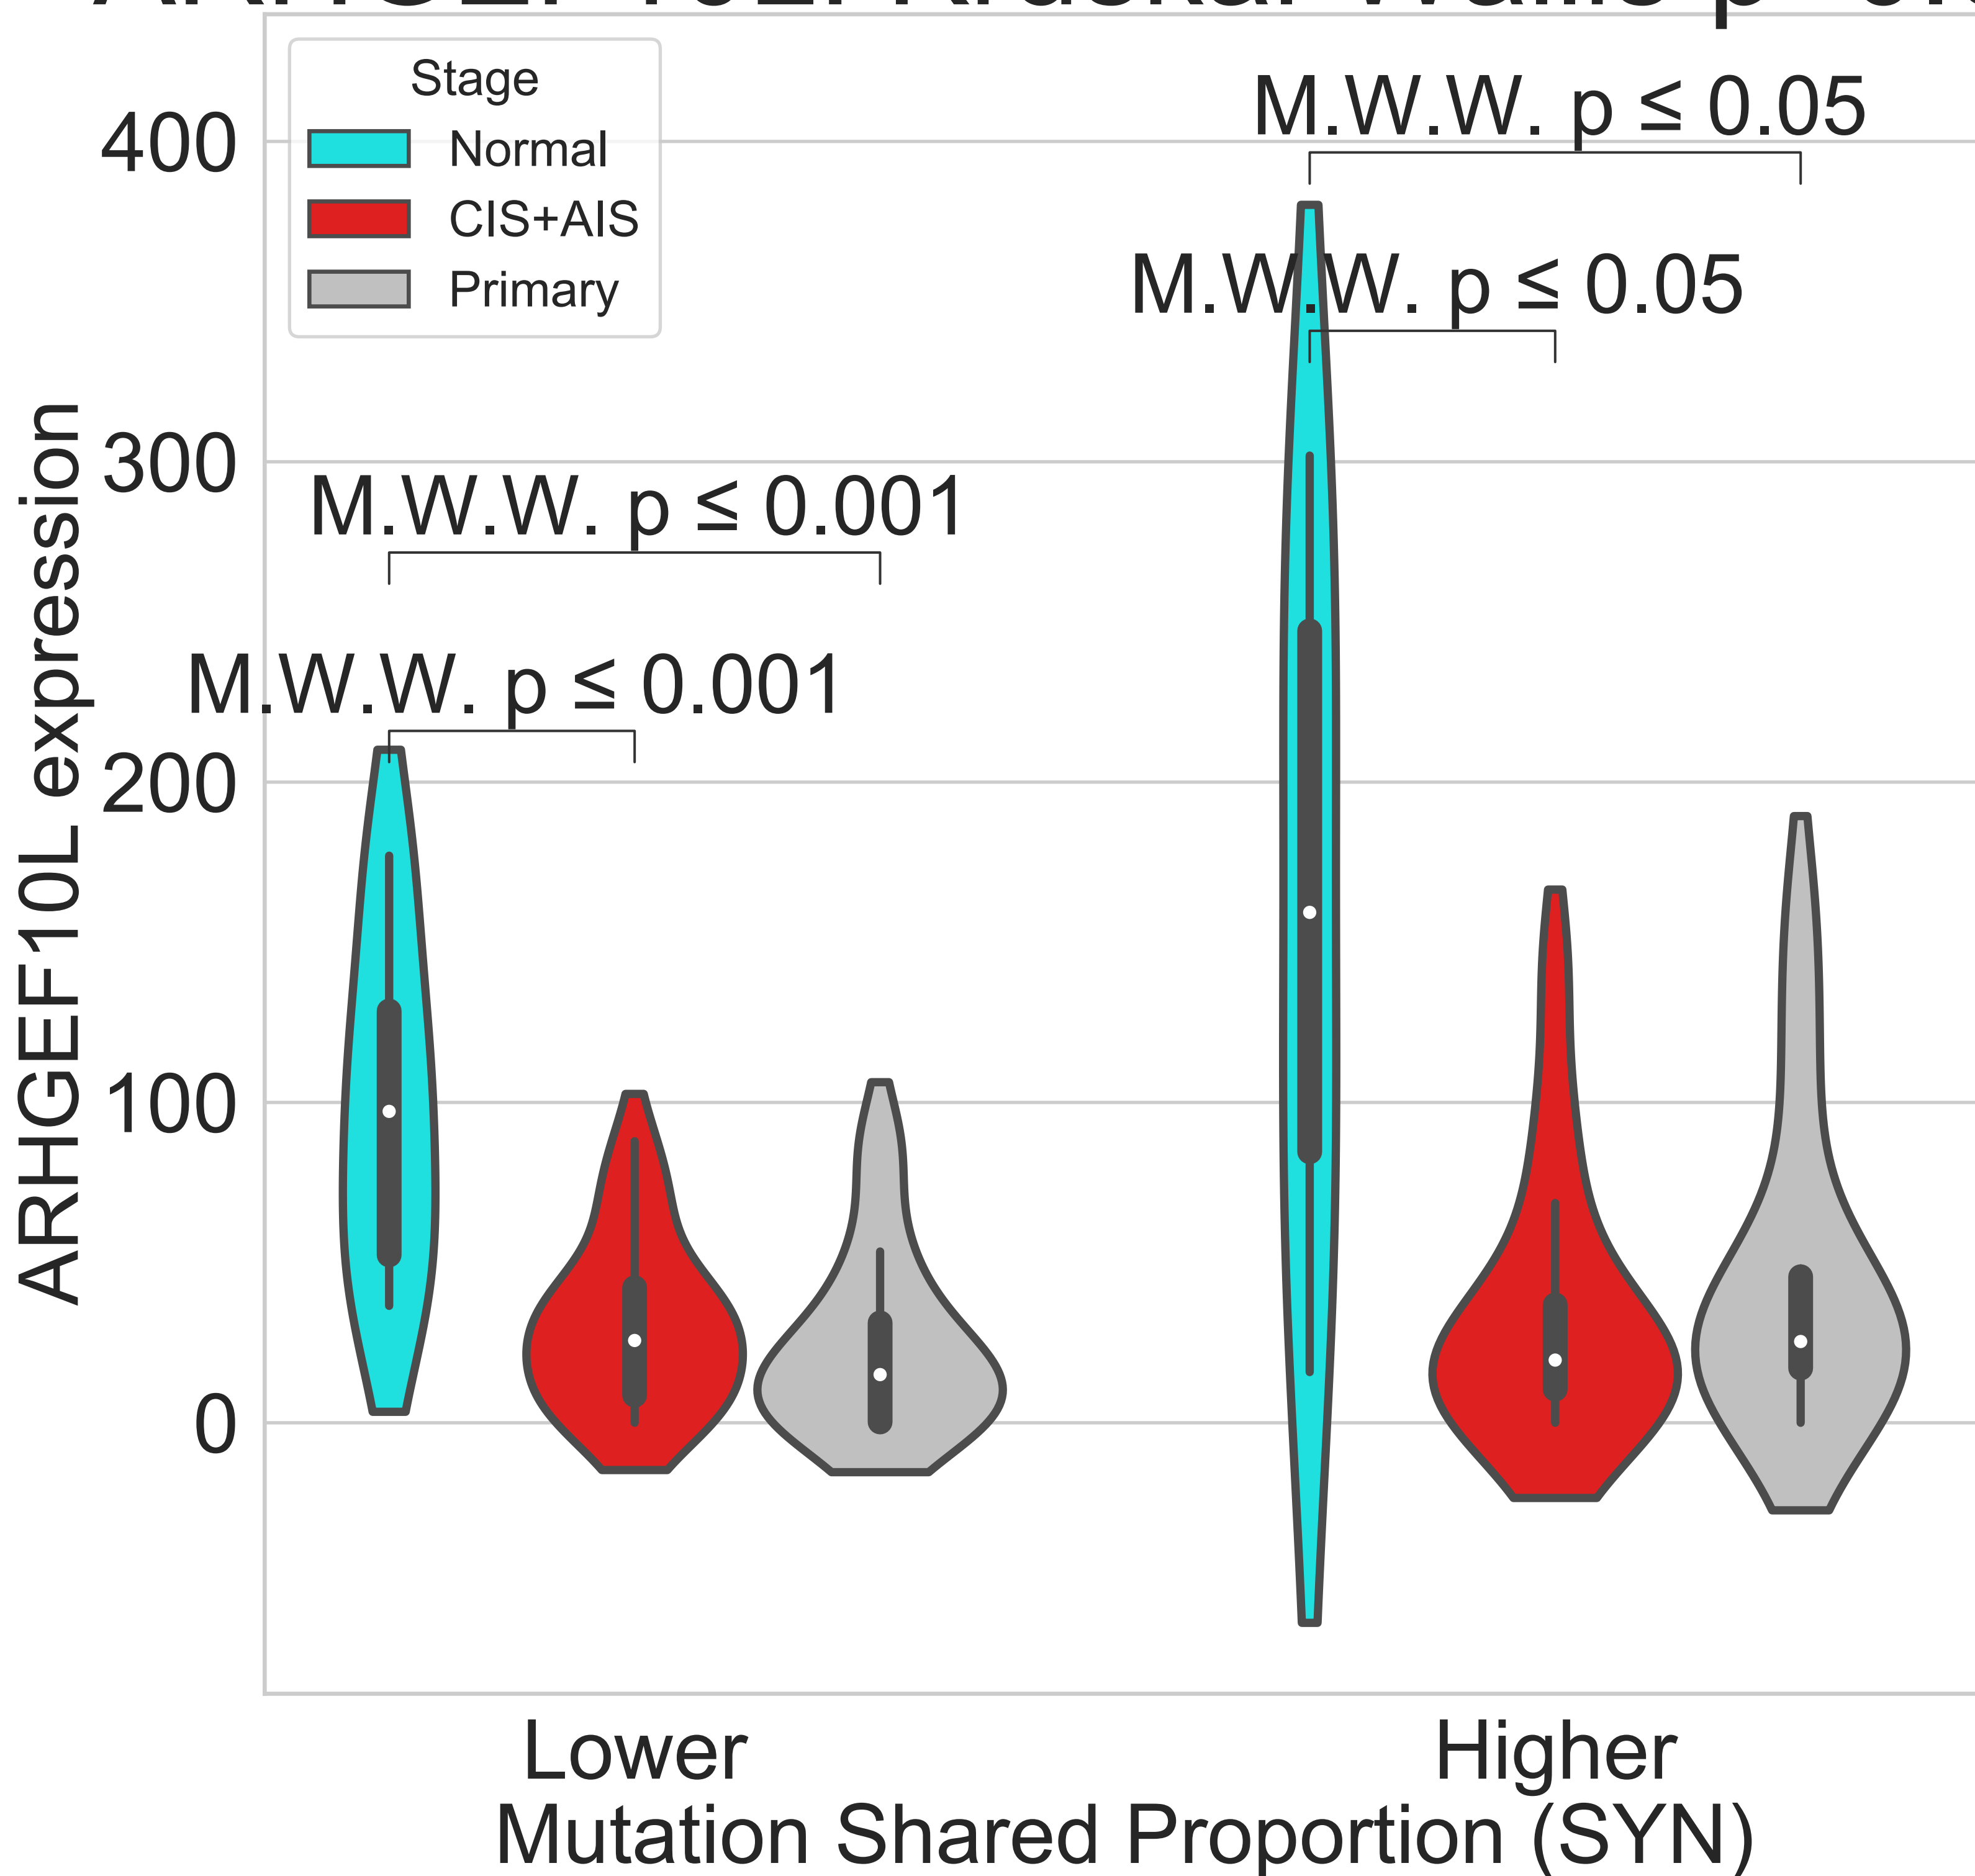 Stage
Normal
CIS+AIS
Primary
400
300
200
100
0
ARHGEF10L expression
M.W.W. p ≤ 0.05
M.W.W. p ≤ 0.05
M.W.W. p ≤ 0.001
M.W.W. p ≤ 0.001
Lower
Higher
Mutation Shared Proportion (SYN)